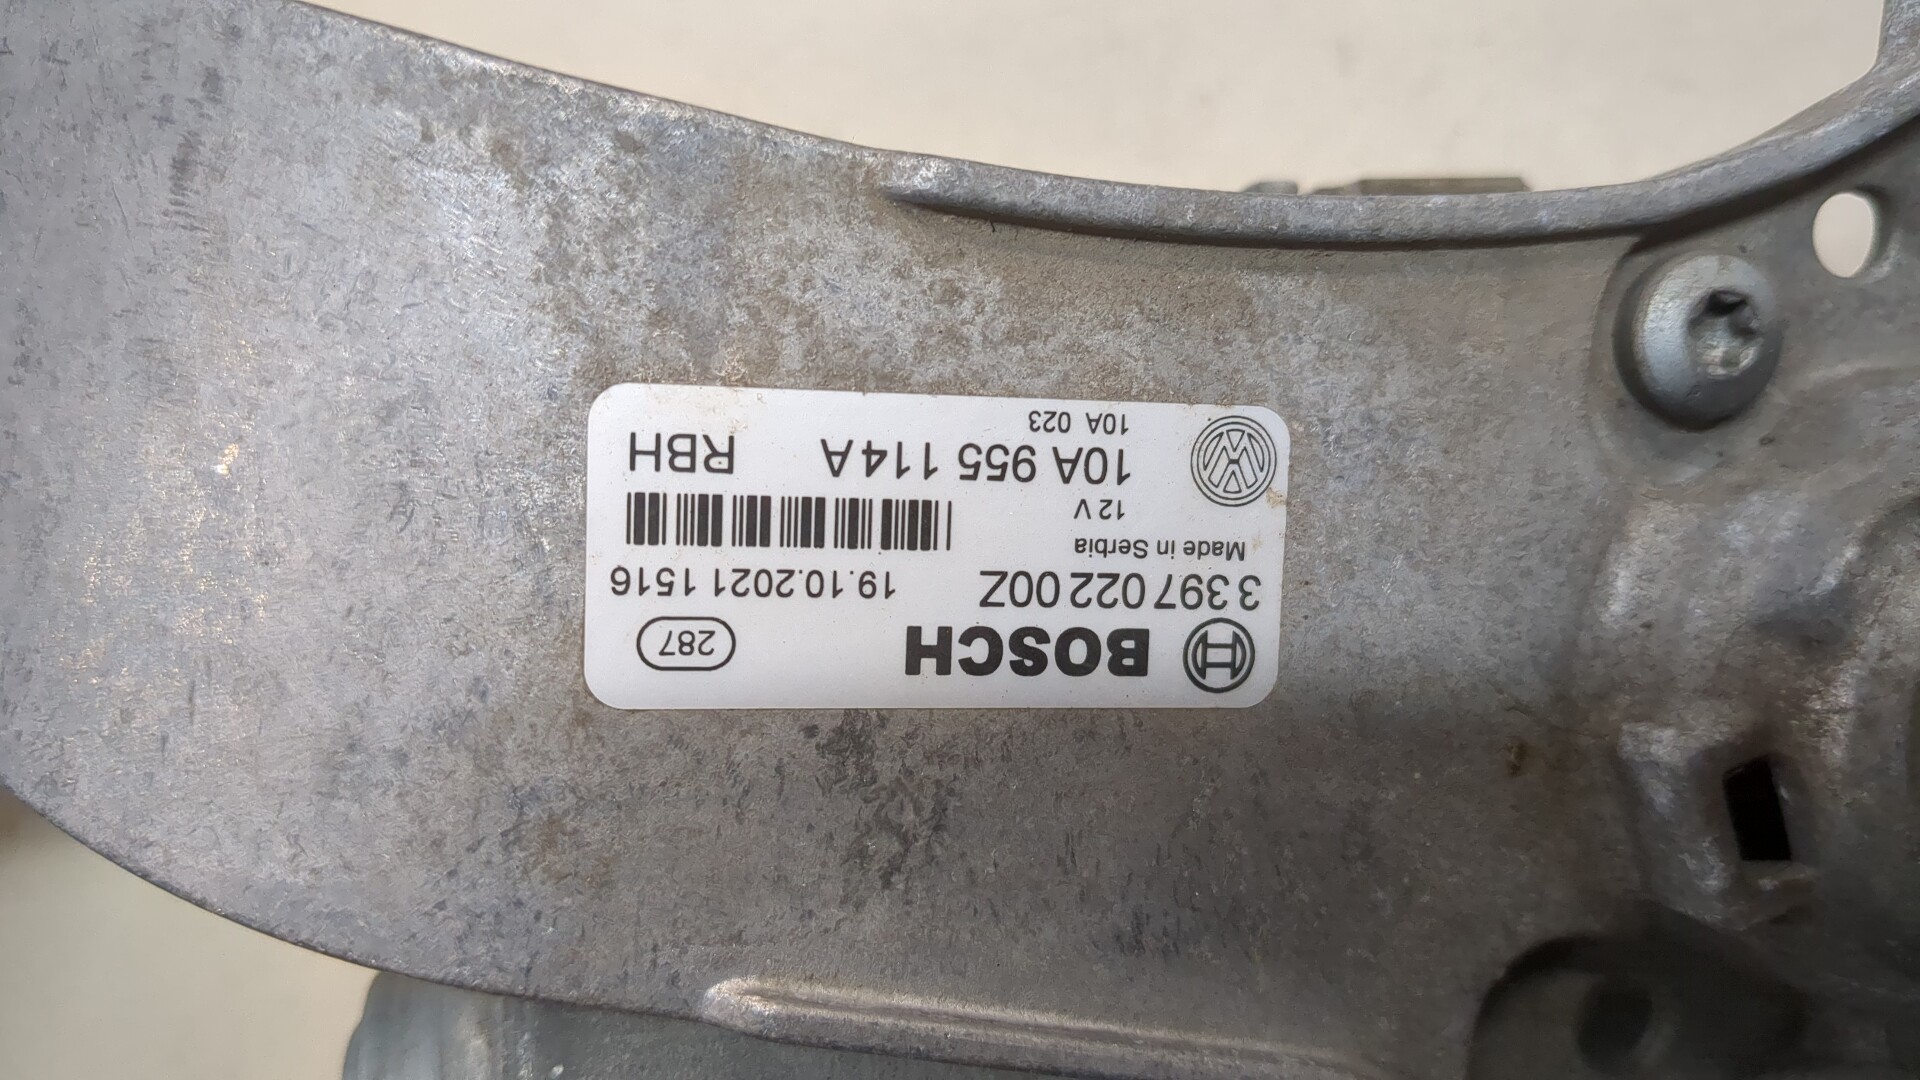 BOSCH 287
3 397 022 00Z 19.10.2021 1516
Made in Serbia
12 V
10A 955 114 A RBH
10A 023